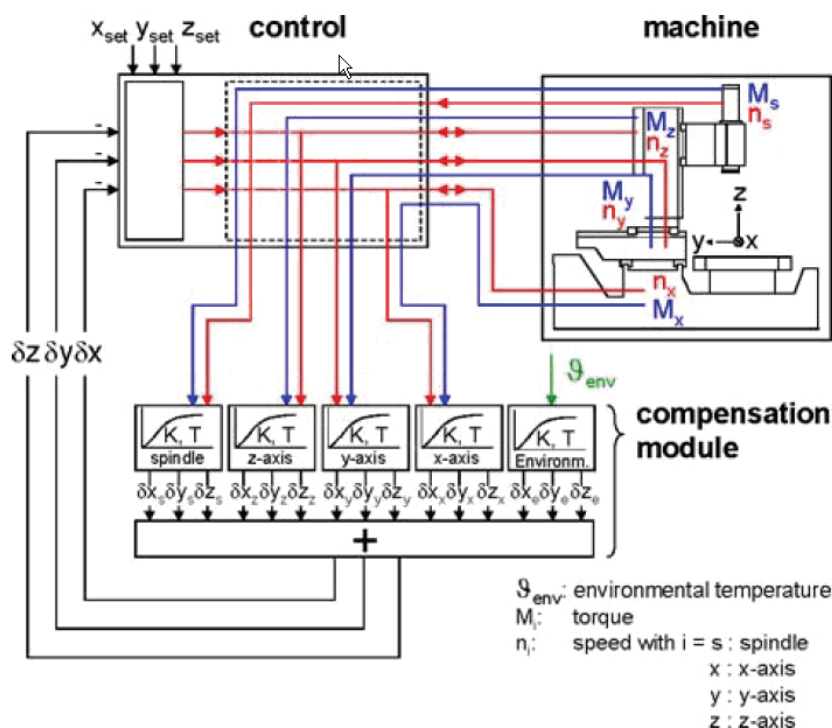 x_set y_set z_set
control
machine
- - -
M_s
n_s
M_z
n_z
M_y
n_y
z
y x
n_x
M_x
δz δy δx
ϑ_env
K, T K, T K, T K, T K, T
spindle z-axis y-axis x-axis Environm.
compensation
module
δx_s δy_s δz_s δx_z δy_z δz_z δx_y δy_y δz_y δx_x δy_x δz_x δx_e δy_e δz_e
+
ϑ_env: environmental temperature
M_i: torque
n_i: speed with i = s : spindle
x : x-axis
y : y-axis
z : z-axis